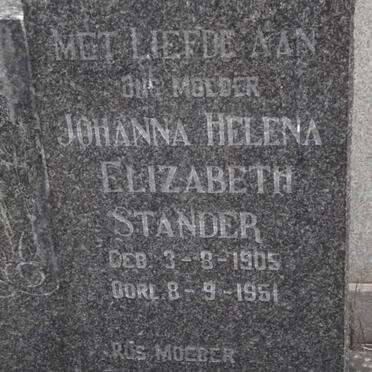 MET LIEFDE AAN
ONS MOEDER
JOHANNA HELENA
ELIZABETH
STANDER
GEB. 3-8-1905
OORL. 8-9-1951
RUS MOEDER